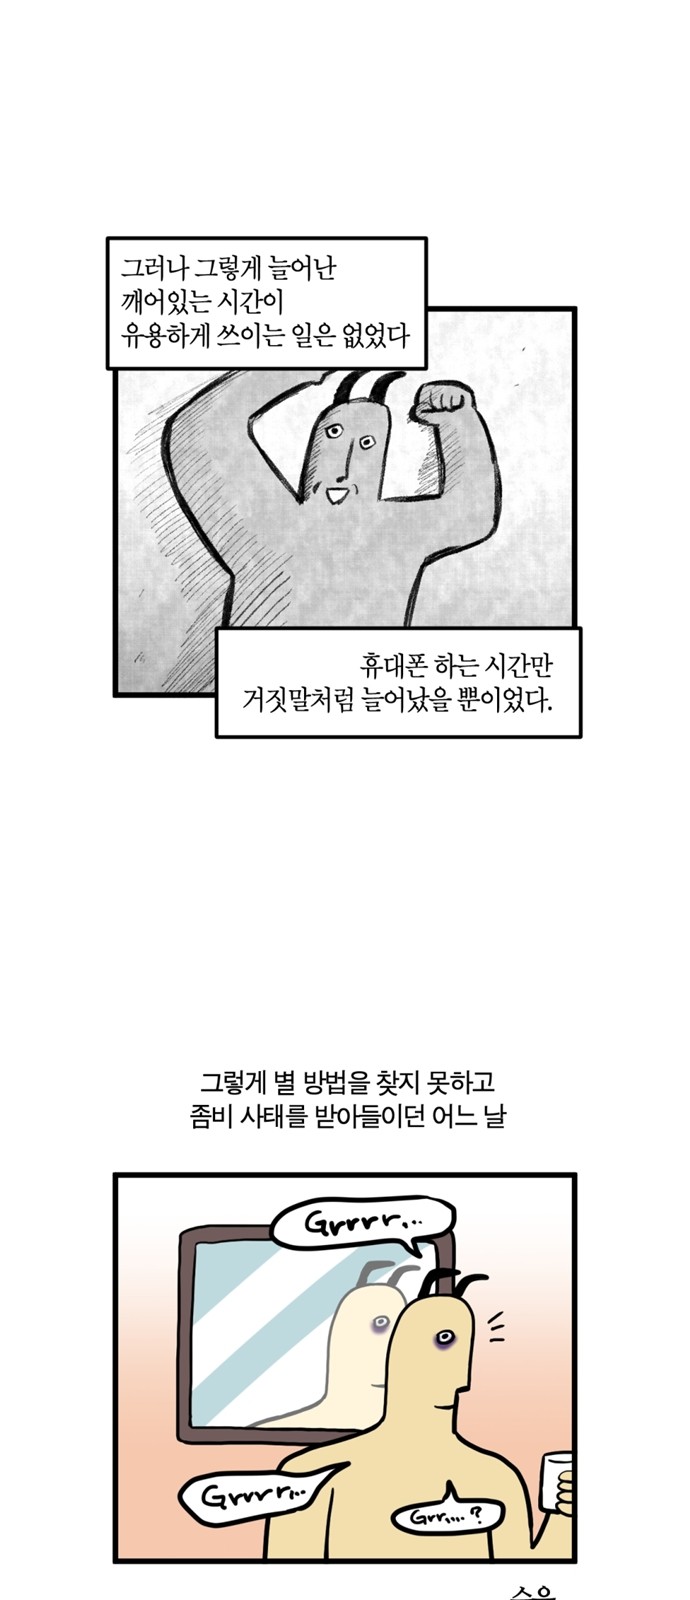 그러나 그렇게 늘어난
깨어있는 시간이
유용하게 쓰이는 일은 없었다
휴대폰 하는 시간만
거짓말처럼 늘어났을 뿐이었다.
그렇게 별 방법을 찾지 못하고
좀비 사태를 받아들이던 어느 날
Grrrr...
Grrrr...
Grr....?